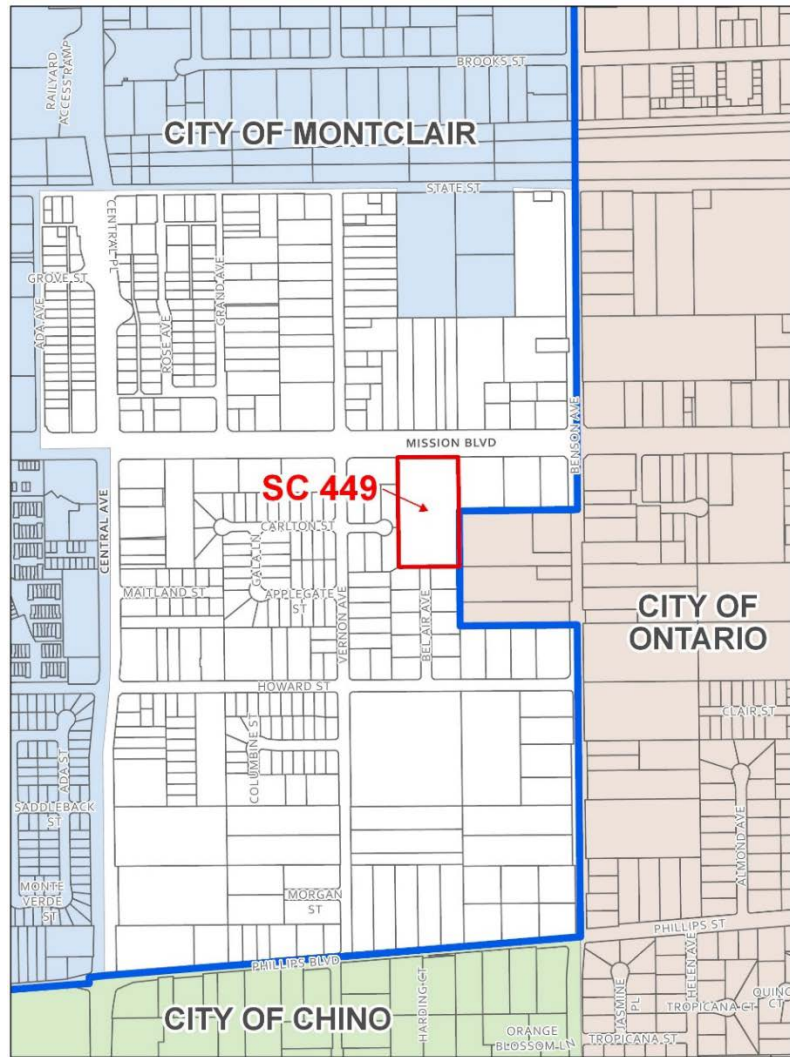 BROOKS ST
RAILYARD
ACCESS RAMP
CITY OF MONTCLAIR
STATE ST
CENTRAL PL
GROVE ST
ADA AVE
ROSE AVE
GRAND AVE
MISSION BLVD
BENSON AVE
SC 449
CENTRAL AVE
CARLTON ST
GALA LN
MAITLAND ST
APPLEGATE
ST
VERNON AVE
BEL AIR AVE
CITY OF
ONTARIO
HOWARD ST
COLUMBINE ST
CLAIR ST
ADA ST
SADDLEBACK
ST
ALMOND AVE
MONTE
VERDE ST
MORGAN
ST
PHILLIPS ST
PHILLIPS BLVD
CITY OF CHINO
HARDING CT
ORANGE
BLOSSOM LN
JASMINE
PL
HELEN AVE
TROPICANA CT
QUINC
CT
TROPICANA ST